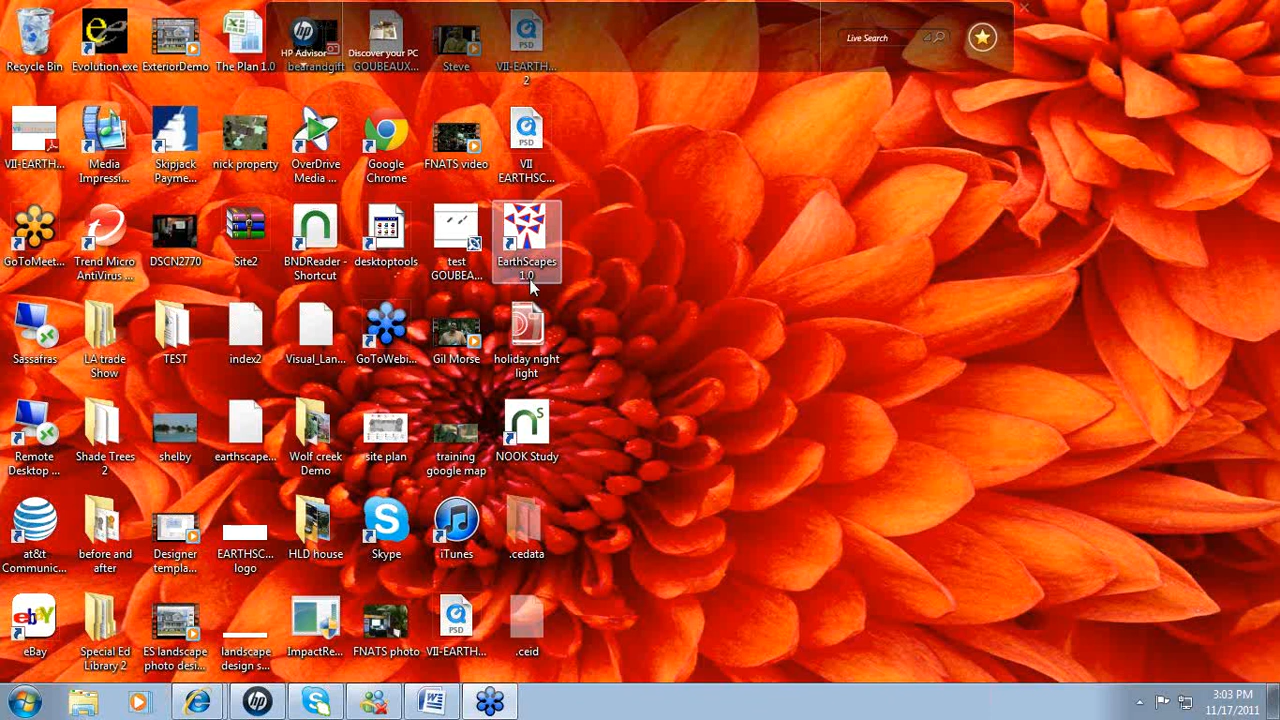 Recycle Bin
Evolution.exe
ExteriorDemo
The Plan 1.0
HP Advisor
bearandgift
Discover your PC
GOUBEAUX...
Steve
VII-EARTH...
2
Live Search
VII-EARTH...
Media
Impressi...
Skipjack
Payme...
nick property
OverDrive
Media ...
Google
Chrome
FNATS video
VII
EARTHSC...
GoToMeet...
Trend Micro
AntiVirus ...
DSCN2770
Site2
BNDReader -
Shortcut
desktoptools
test
GOUBEA...
EarthScapes
1.0
Sassafras
LA trade
Show
TEST
index2
Visual_Lan...
GoToWebi...
Gil Morse
holiday night
light
Remote
Desktop ...
Shade Trees
2
shelby
earthscape...
Wolf creek
Demo
site plan
training
google map
NOOK Study
at&t
Communic...
before and
after
Designer
templa...
EARTHSC...
logo
HLD house
Skype
iTunes
.cedata
eBay
Special Ed
Library 2
ES landscape
photo desi...
landscape
design s...
ImpactRe...
FNATS photo
VII-EARTH...
.ceid
3:03 PM
11/17/2011